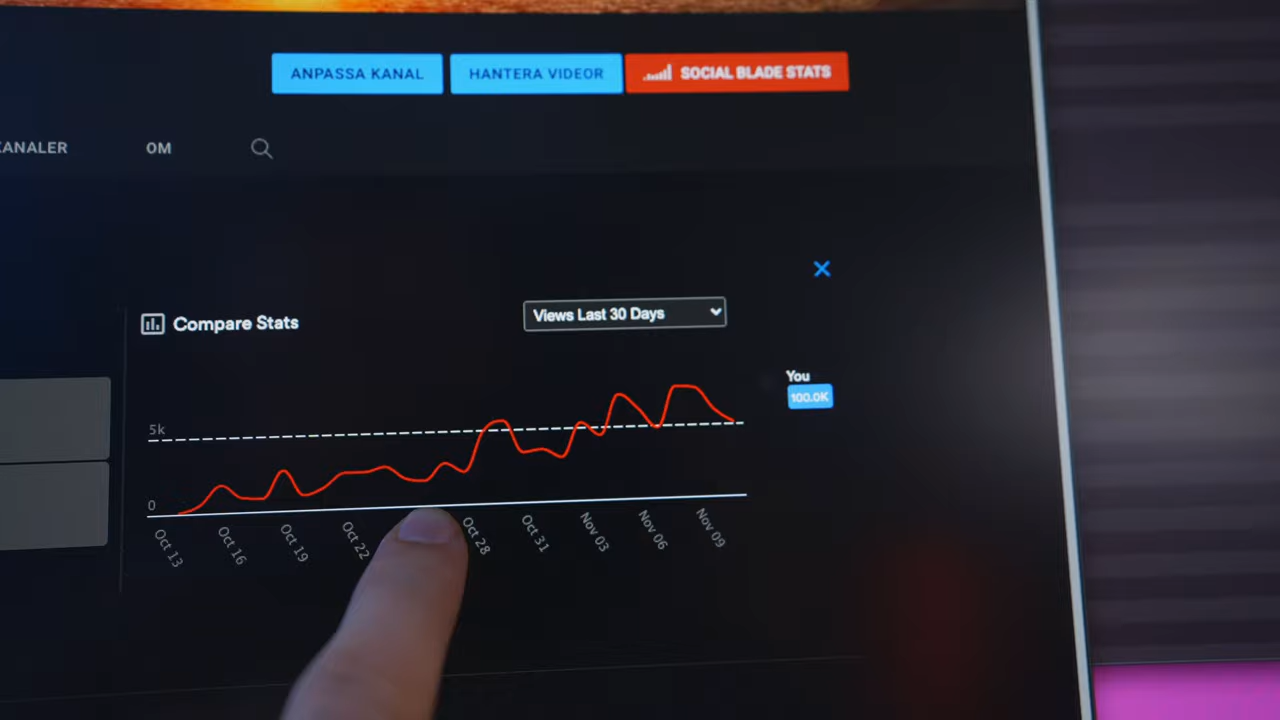 ANPASSA KANAL
HANTERA VIDEOR
SOCIAL BLADE STATS
KANALER
OM
Compare Stats
Views Last 30 Days
You
100.0K
5k
0
Oct 13
Oct 16
Oct 19
Oct 22
Oct 28
Oct 31
Nov 03
Nov 06
Nov 09